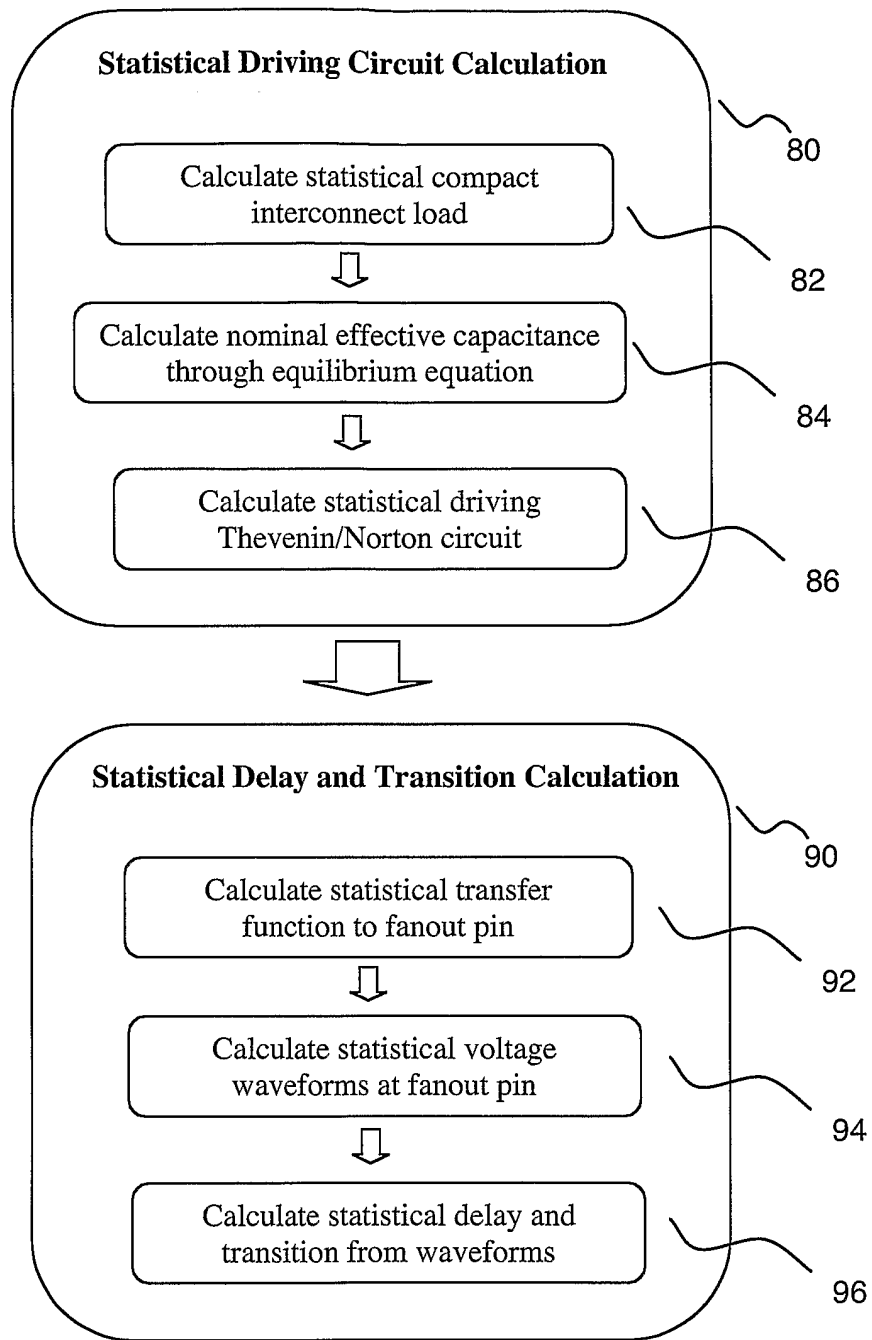 Statistical Driving Circuit Calculation
80
Calculate statistical compact
interconnect load
82
Calculate nominal effective capacitance
through equilibrium equation
84
Calculate statistical driving
Thevenin/Norton circuit
86
Statistical Delay and Transition Calculation
90
Calculate statistical transfer
function to fanout pin
92
Calculate statistical voltage
waveforms at fanout pin
94
Calculate statistical delay and
transition from waveforms
96